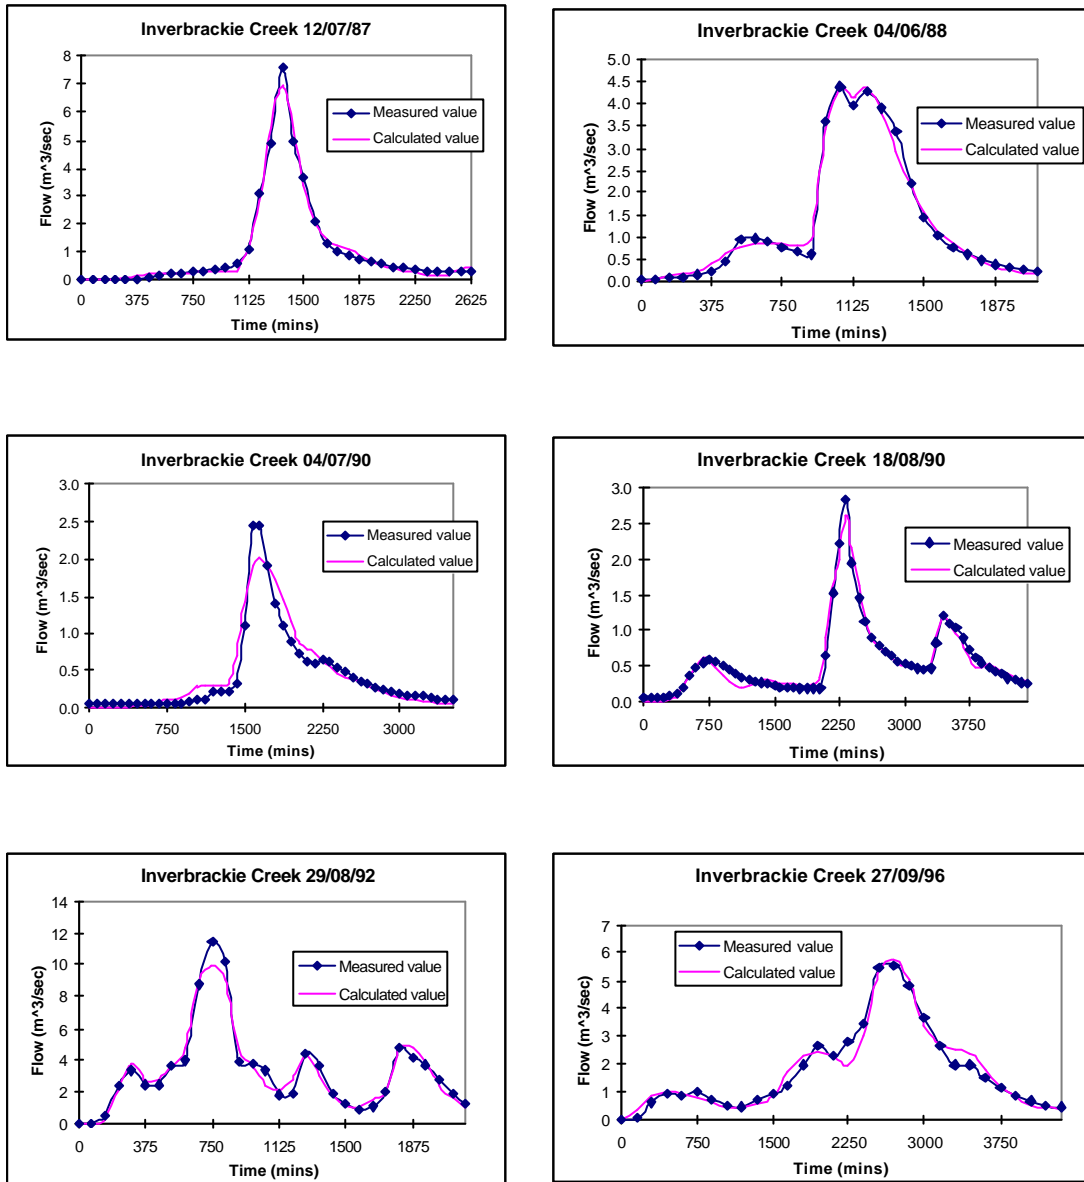 Inverbrackie Creek 12/07/87
8
7
6
5
4
3
2
1
0
Flow (m^3/sec)
Measured value
Calculated value
0 375 750 1125 1500 1875 2250 2625
Time (mins)
Inverbrackie Creek 04/06/88
5.0
4.5
4.0
3.5
3.0
2.5
2.0
1.5
1.0
0.5
0.0
Flow (m^3/sec)
Measured value
Calculated value
0 375 750 1125 1500 1875
Time (mins)
Inverbrackie Creek 04/07/90
3.0
2.5
2.0
1.5
1.0
0.5
0.0
Flow (m^3/sec)
Measured value
Calculated value
0 750 1500 2250 3000
Time (mins)
Inverbrackie Creek 18/08/90
3.0
2.5
2.0
1.5
1.0
0.5
0.0
Flow (m^3/sec)
Measured value
Calculated value
0 750 1500 2250 3000 3750
Time (mins)
Inverbrackie Creek 29/08/92
14
12
10
8
6
4
2
0
Flow (m^3/sec)
Measured value
Calculated value
0 375 750 1125 1500 1875
Time (mins)
Inverbrackie Creek 27/09/96
7
6
5
4
3
2
1
0
Flow (m^3/sec)
Measured value
Calculated value
0 750 1500 2250 3000 3750
Time (mins)